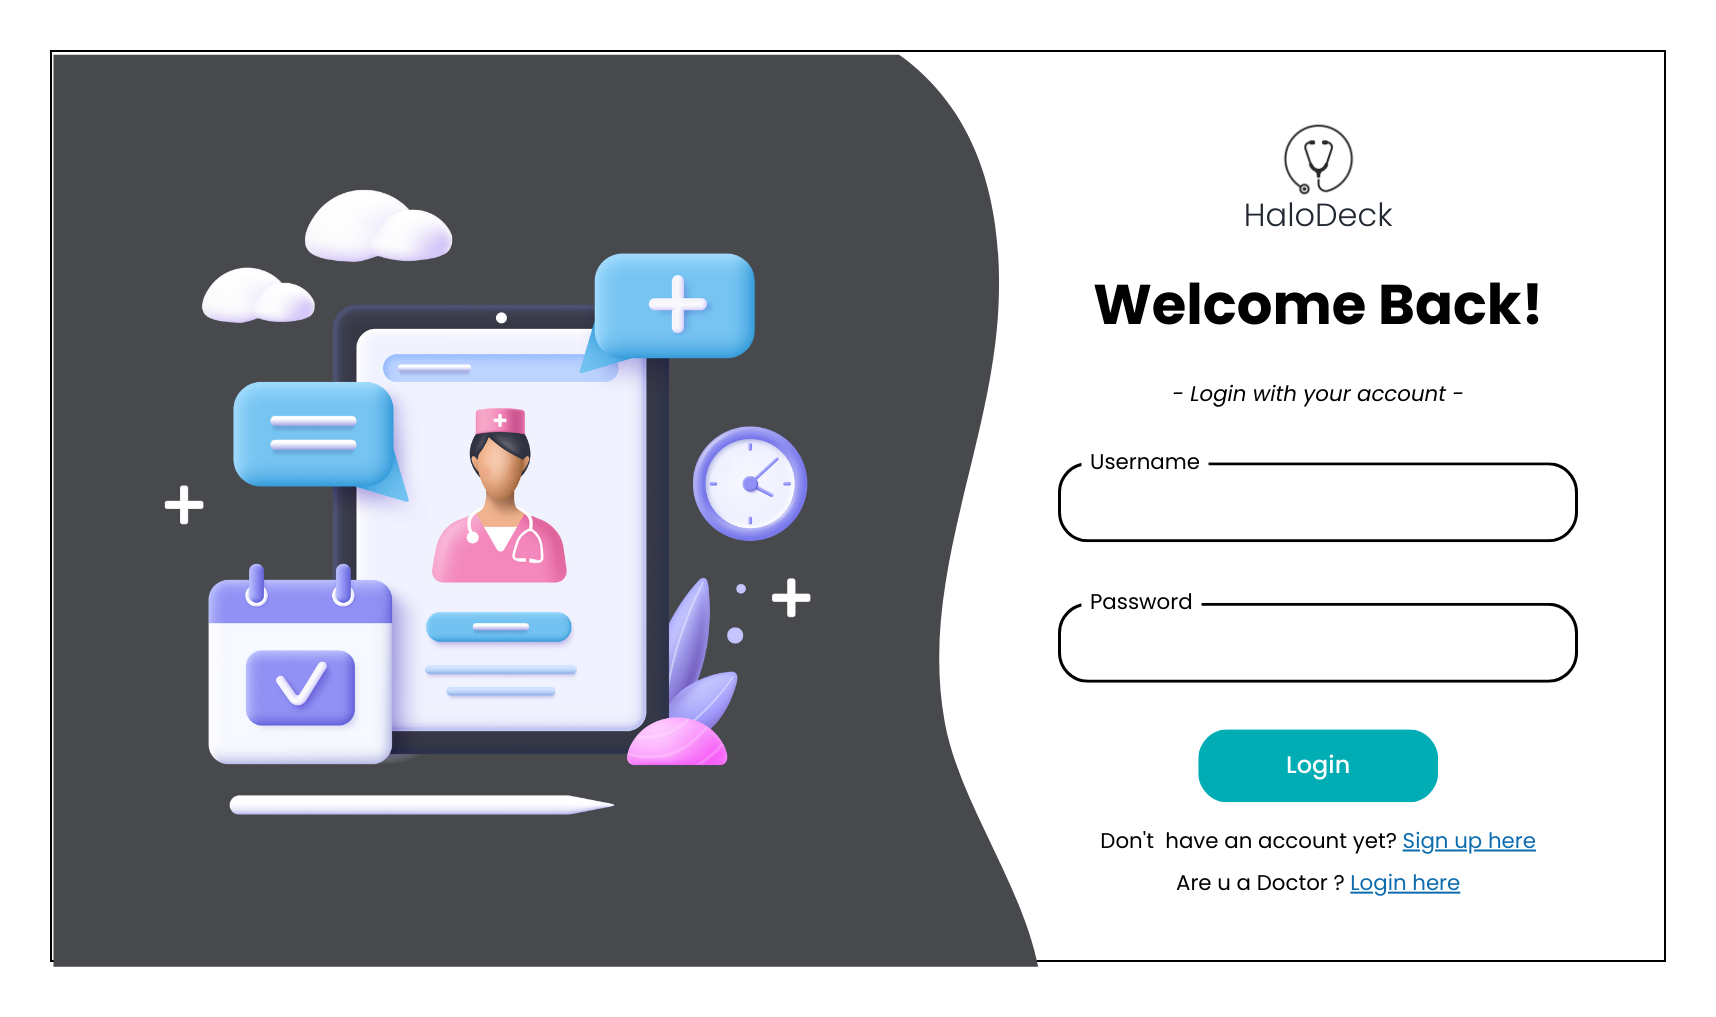 HaloDeck
Welcome Back!
- Login with your account -
Username
Password
Login
Don't  have an account yet? Sign up here
Are u a Doctor ? Login here